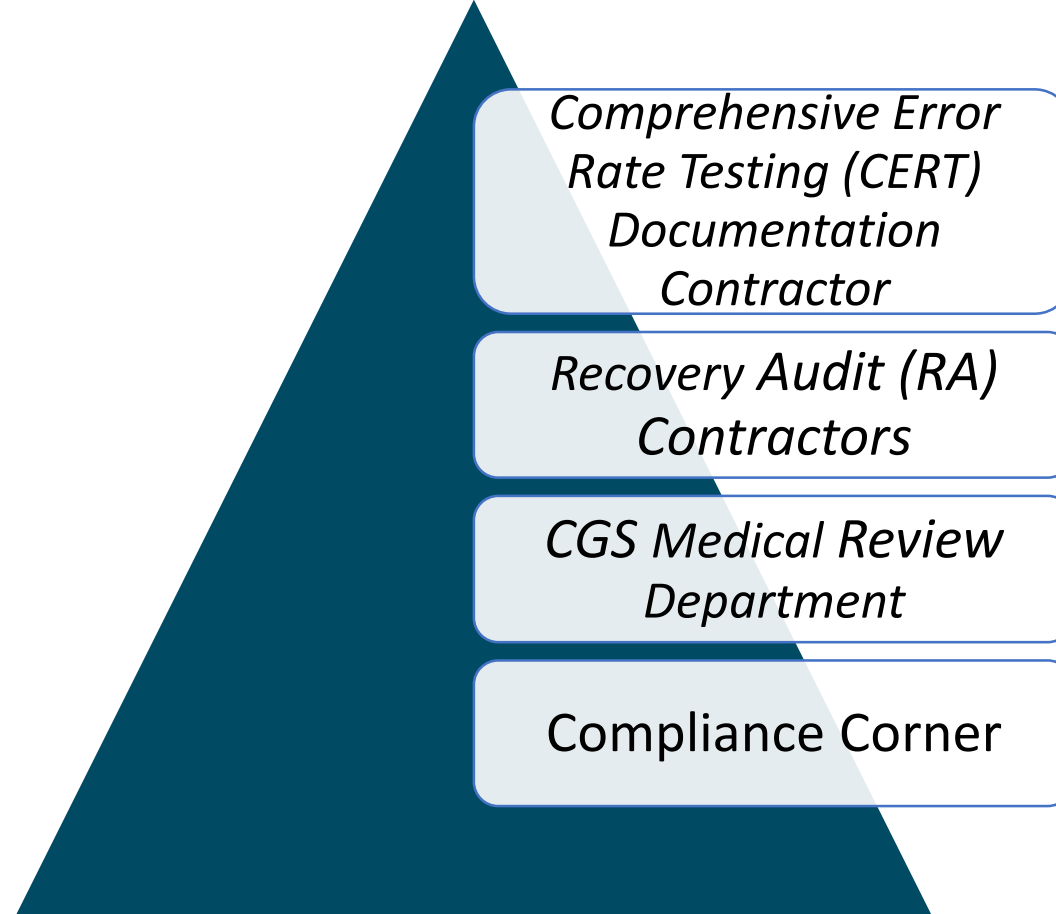 Comprehensive Error
Rate Testing (CERT)
Documentation
Contractor
Recovery Audit (RA)
Contractors
CGS Medical Review
Department
Compliance Corner